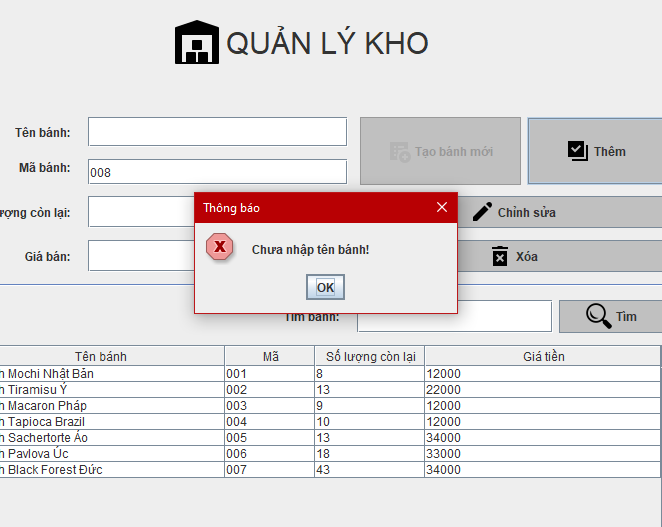 QUẢN LÝ KHO
Tên bánh:
Tạo bánh mới
Thêm
Mã bánh:
008
ượng còn lại:
Chỉnh sửa
Thông báo
Chưa nhập tên bánh!
OK
Giá bán:
Xóa
Tìm bánh:
Tìm
Tên bánh Mã Số lượng còn lại Giá tiền
h Mochi Nhật Bản 001 8 12000
h Tiramisu Ý 002 13 22000
h Macaron Pháp 003 9 12000
h Tapioca Brazil 004 10 12000
h Sachertorte Áo 005 13 34000
h Pavlova Úc 006 18 33000
h Black Forest Đức 007 43 34000